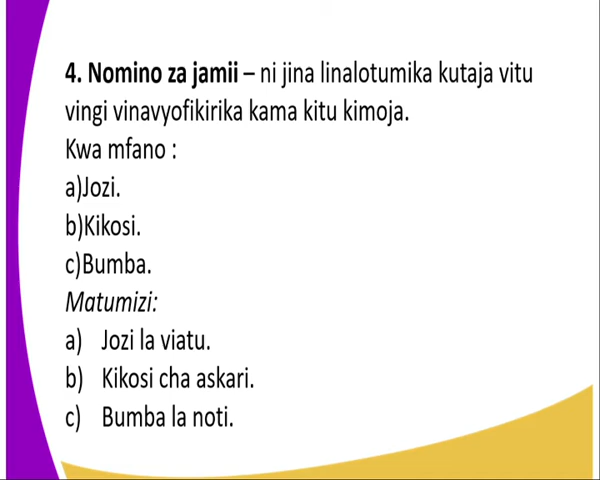 4. Nomino za jamii – ni jina linalotumika kutaja vitu
vingi vinavyofikirika kama kitu kimoja.
Kwa mfano :
a)Jozi.
b)Kikosi.
c)Bumba.
Matumizi:
a) Jozi la viatu.
b) Kikosi cha askari.
c) Bumba la noti.